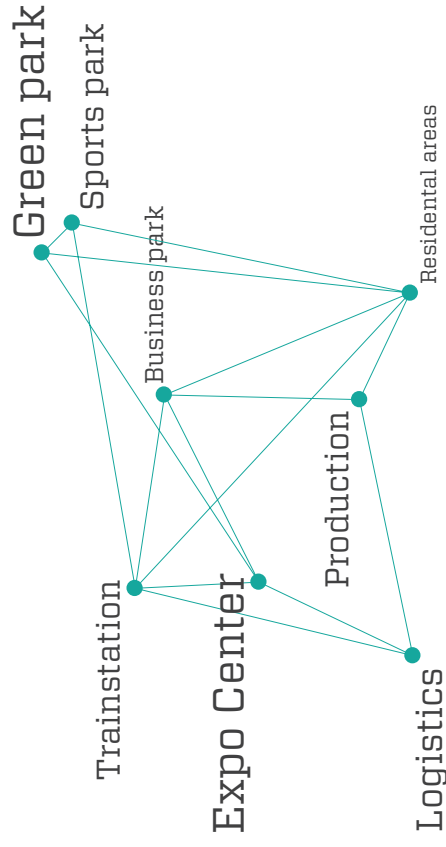 Green park
Sports park
Business park
Trainstation
Expo Center
Production
Residental areas
Logistics